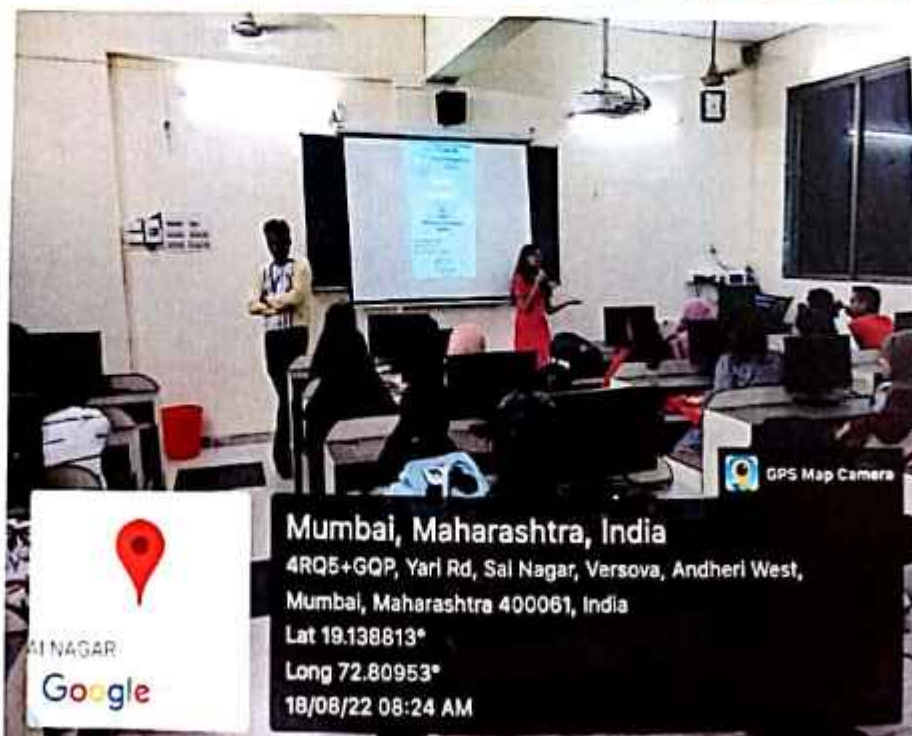 GPS Map Camera
Mumbai, Maharashtra, India
4RQ5+GQP, Yari Rd, Sai Nagar, Versova, Andheri West,
Mumbai, Maharashtra 400061, India
Lat 19.138813°
Long 72.80953°
18/08/22 08:24 AM
AI NAGAR
Google